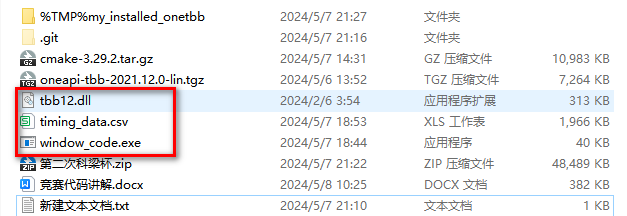 %TMP%my_installed_onetbb 2024/5/7 21:27 文件夹
.git 2024/5/7 21:16 文件夹
cmake-3.29.2.tar.gz 2024/5/7 14:31 GZ 压缩文件 10,983 KB
oneapi-tbb-2021.12.0-lin.tgz 2024/5/6 13:52 TGZ 压缩文件 7,264 KB
tbb12.dll 2024/2/6 3:54 应用程序扩展 313 KB
timing_data.csv 2024/5/7 18:53 XLS 工作表 1,966 KB
window_code.exe 2024/5/7 18:49 应用程序 40 KB
第二次科梁杯.zip 2024/5/7 21:22 ZIP 压缩文件 48,489 KB
竞赛代码讲解.docx 2024/5/8 10:25 DOCX 文档 382 KB
新建文本文档.txt 2024/5/7 21:10 文本文档 1 KB